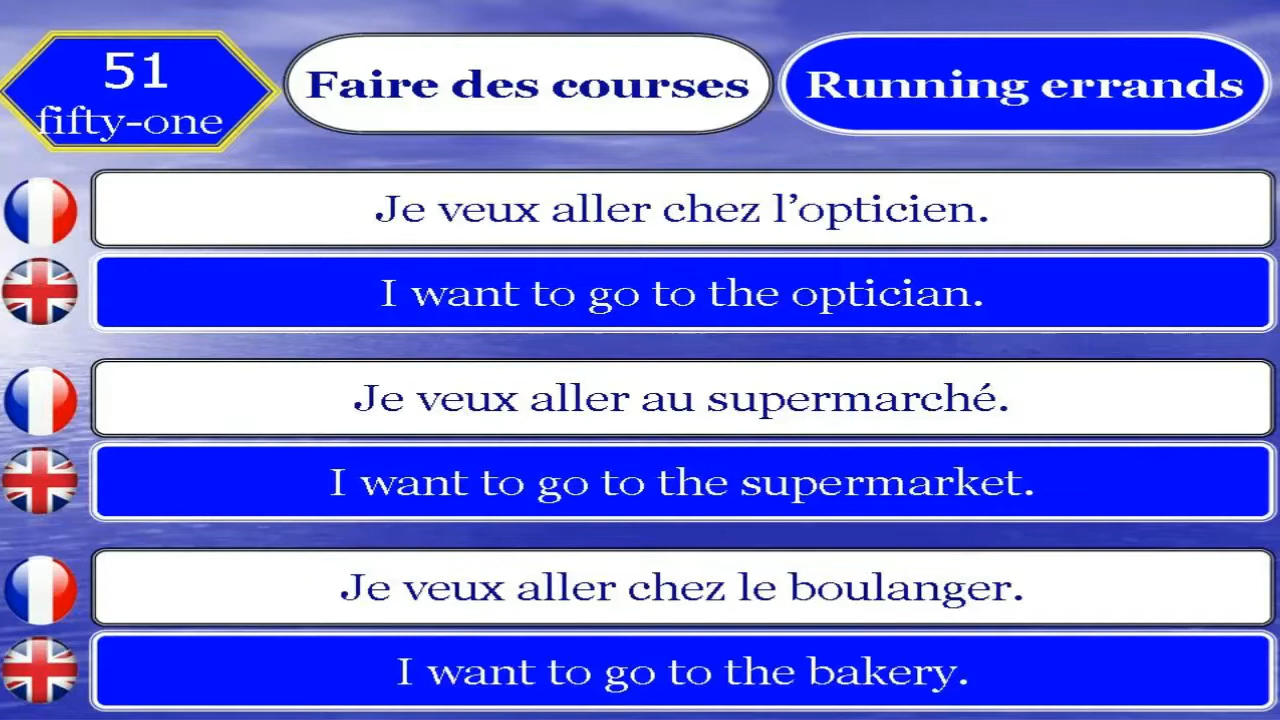 51
fifty-one
Faire des courses
Running errands
Je veux aller chez l’opticien.
I want to go to the optician.
Je veux aller au supermarché.
I want to go to the supermarket.
Je veux aller chez le boulanger.
I want to go to the bakery.